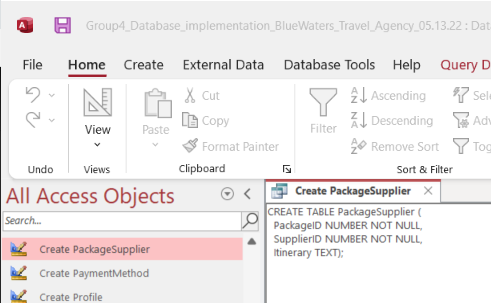 Group4_Database_implementation_BlueWaters_Travel_Agency_05.13.22 : Dat
File Home Create External Data Database Tools Help Query D
Undo
View
Views
Paste
Cut
Copy
Format Painter
Clipboard
Filter
Ascending
Descending
Remove Sort
Sele
Adv
Tog
Sort & Filter
All Access Objects
Search...
Create PackageSupplier
Create PaymentMethod
Create Profile
Create PackageSupplier
CREATE TABLE PackageSupplier (
PackageID NUMBER NOT NULL,
SupplierID NUMBER NOT NULL,
Itinerary TEXT);